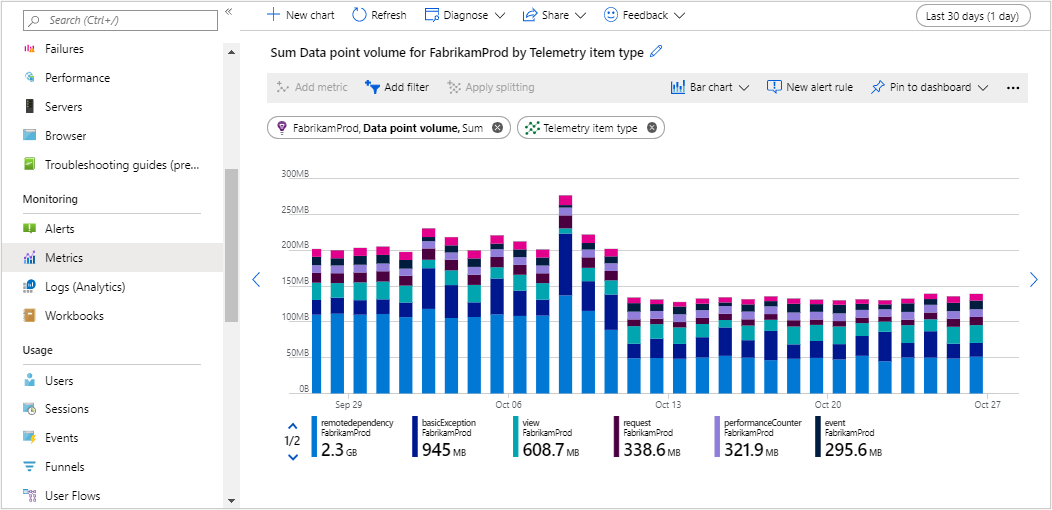 Search (Ctrl+/)
Failures
Performance
Servers
Browser
Troubleshooting guides (pre...
Monitoring
Alerts
Metrics
Logs (Analytics)
Workbooks
Usage
Users
Sessions
Events
Funnels
User Flows
New chart Refresh Diagnose Share Feedback Last 30 days (1 day)
Sum Data point volume for FabrikamProd by Telemetry item type
Add metric Add filter Apply splitting Bar chart New alert rule Pin to dashboard ...
FabrikamProd, Data point volume, Sum Telemetry item type
300MB
250MB
200MB
150MB
100MB
50MB
0B
Sep 29 Oct 06 Oct 13 Oct 20 Oct 27
1/2
remotedependency
FabrikamProd
2.3 GB
basicException
FabrikamProd
945 MB
view
FabrikamProd
608.7 MB
request
FabrikamProd
338.6 MB
performanceCounter
FabrikamProd
321.9 MB
event
FabrikamProd
295.6 MB